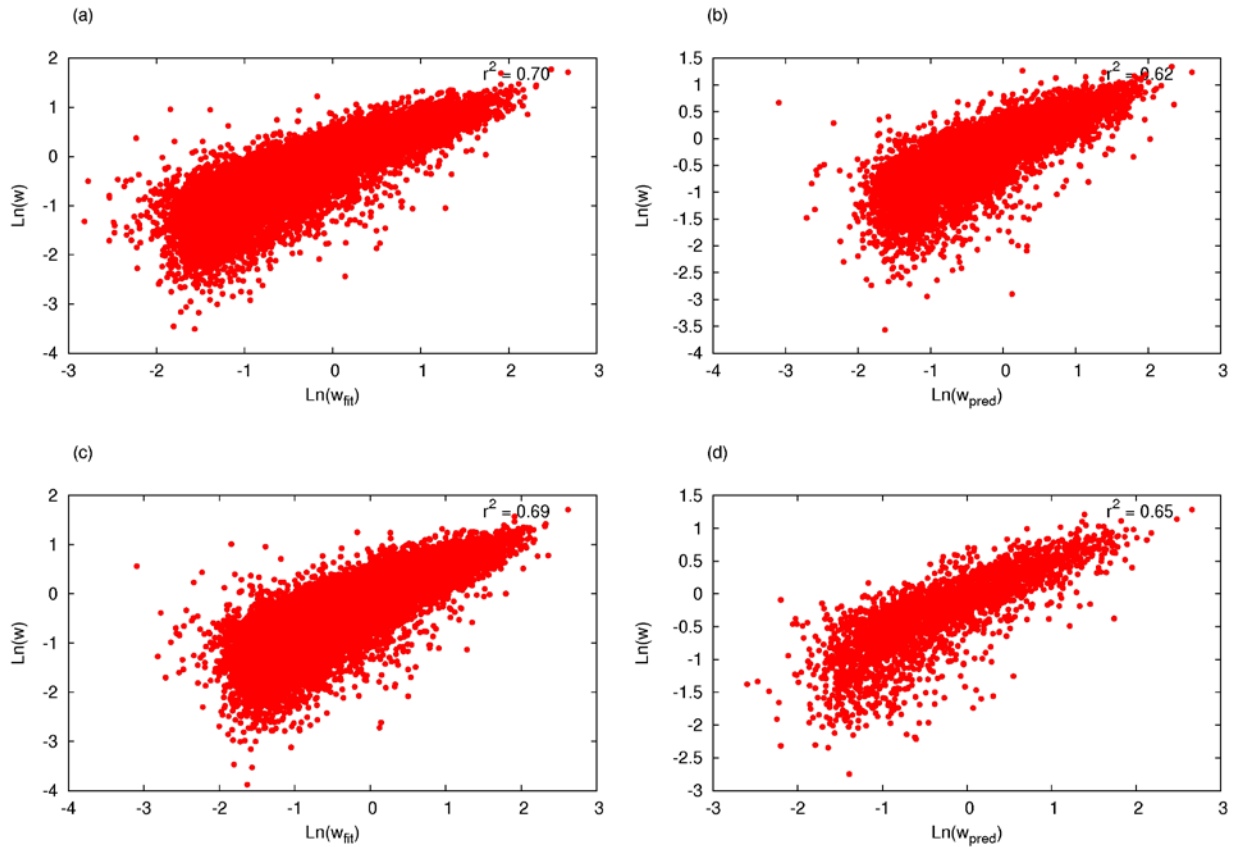 (a)
2
r² = 0.70
1
0
Ln(w)
-1
-2
-3
-4
-3 -2 -1 0 1 2 3
Ln(w_fit)
(b)
1.5
r² = 0.62
1
0.5
0
-0.5
Ln(w)
-1
-1.5
-2
-2.5
-3
-3.5
-4
-4 -3 -2 -1 0 1 2 3
Ln(w_pred)
(c)
2
r² = 0.69
1
0
Ln(w)
-1
-2
-3
-4
-4 -3 -2 -1 0 1 2 3
Ln(w_fit)
(d)
1.5
r² = 0.65
1
0.5
0
-0.5
Ln(w)
-1
-1.5
-2
-2.5
-3
-3 -2 -1 0 1 2 3
Ln(w_pred)